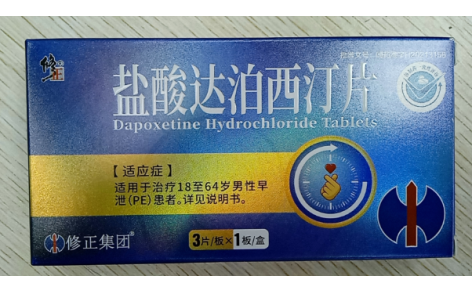 修正
盐酸达泊西汀片
Dapoxetine Hydrochloride Tablets
【适应症】
适用于治疗18至64岁男性早
泄(PE)患者。详见说明书。
修正集团
3片/板×1板/盒